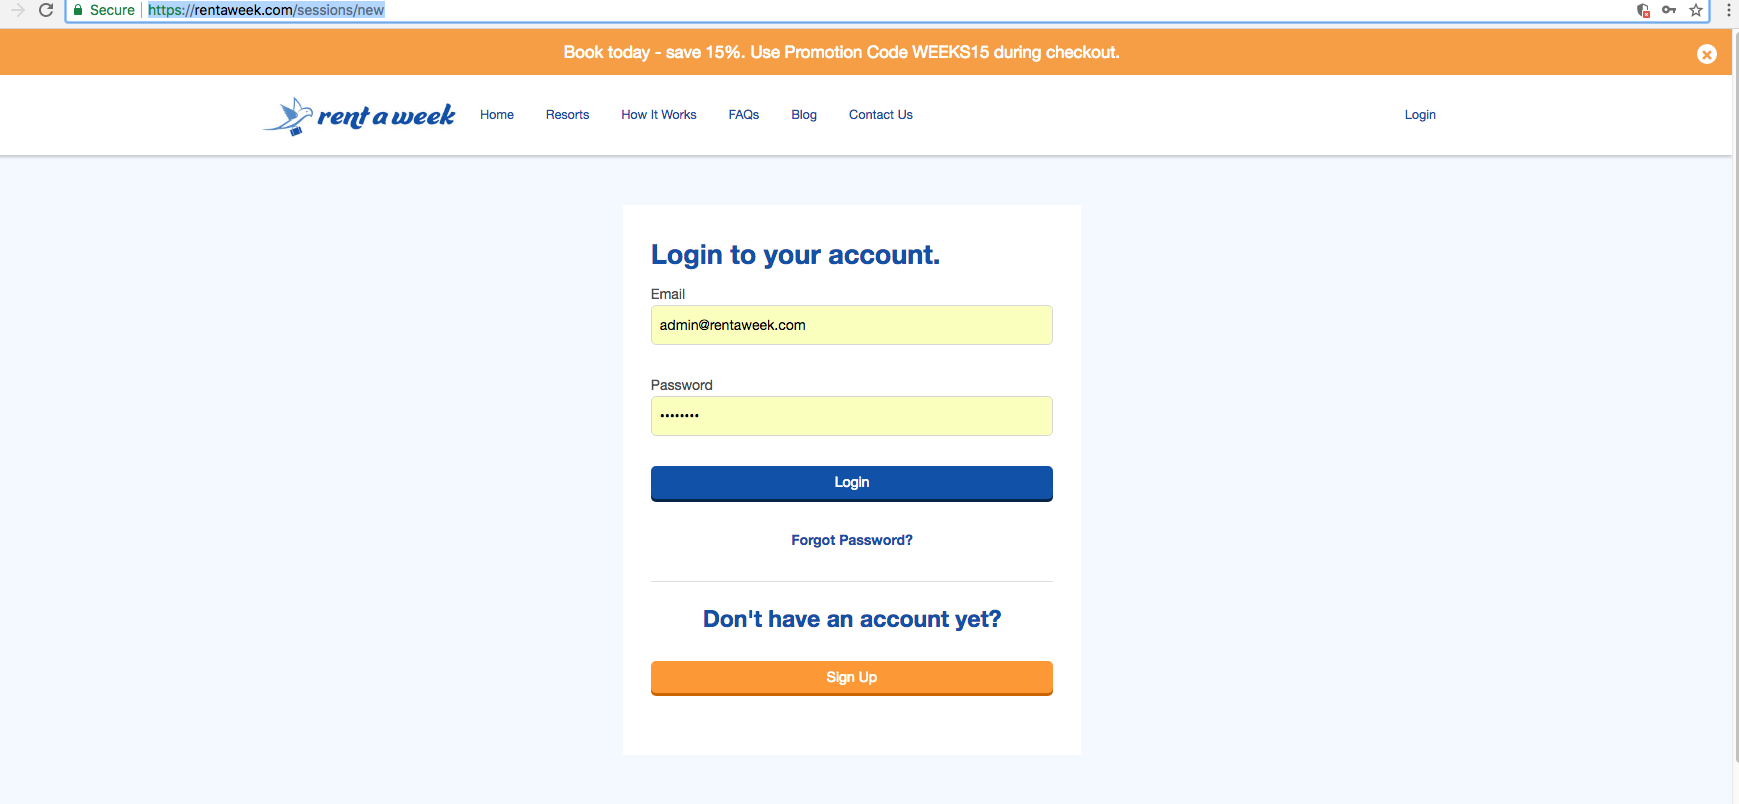 Secure https://rentaweek.com/sessions/new
Book today - save 15%. Use Promotion Code WEEKS15 during checkout.
rent a week Home Resorts How It Works FAQs Blog Contact Us Login
Login to your account.
Email
admin@rentaweek.com
Password
••••••••
Login
Forgot Password?
Don't have an account yet?
Sign Up